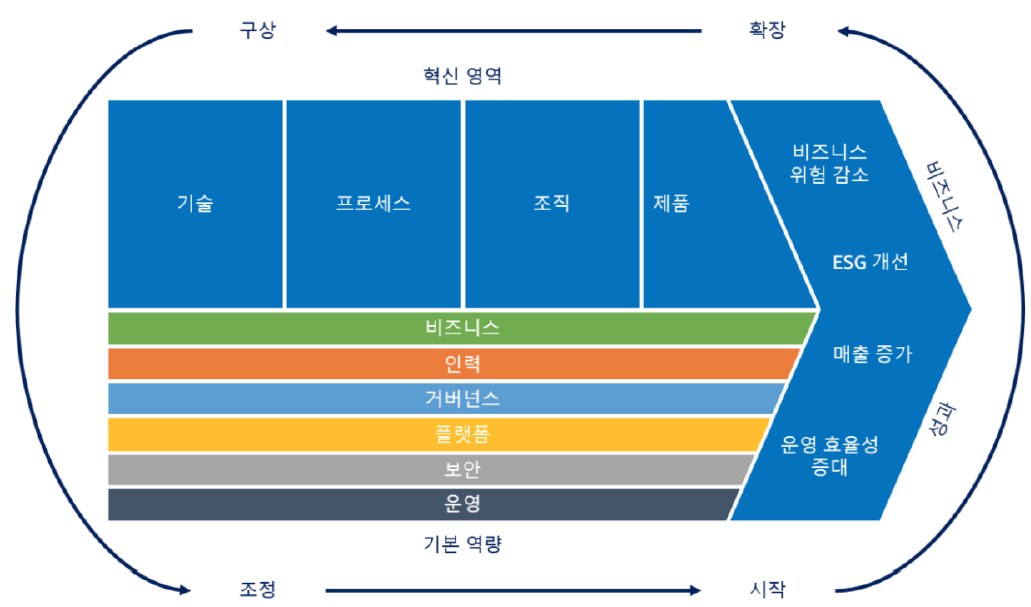 구상
확장
혁신 영역
기술
프로세스
조직
제품
비즈니스
위험 감소
ESG 개선
매출 증가
운영 효율성
증대
비즈니스
성과
비즈니스
인력
거버넌스
플랫폼
보안
운영
기본 역량
조정
시작